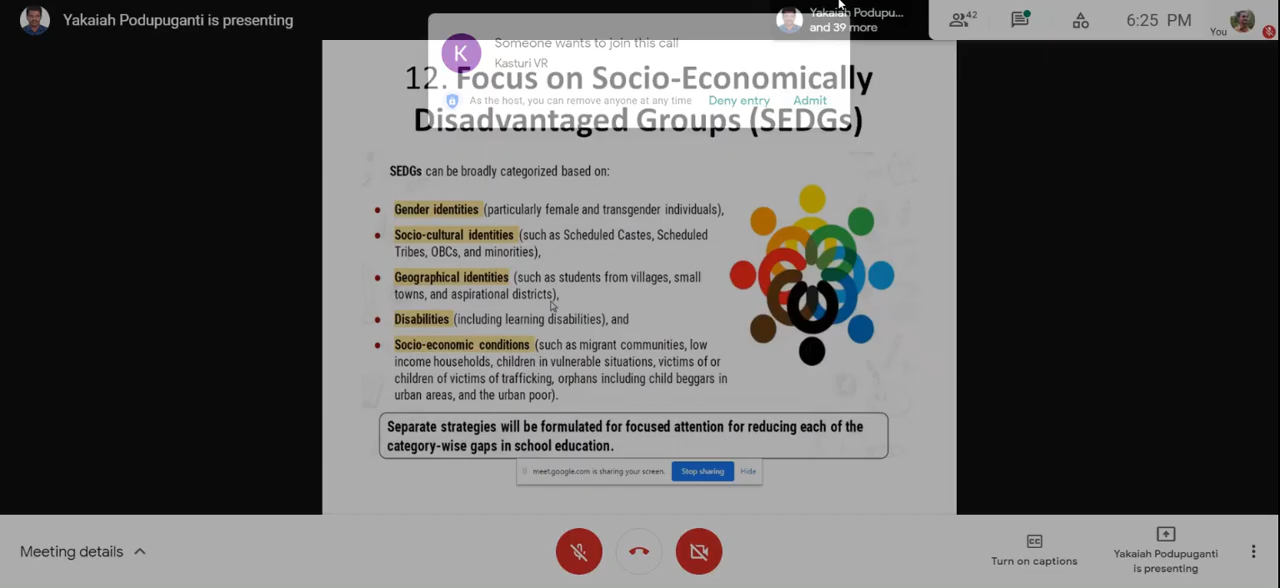 Yakaiah Podupuganti is presenting
Yakaiah Podupu...
and 39 more
42
6:25 PM
You
K
Someone wants to join this call
Kasturi VR
As the host, you can remove anyone at any time
Deny entry
Admit
12. Focus on Socio-Economically
Disadvantaged Groups (SEDGs)
SEDGs can be broadly categorized based on:
• Gender identities (particularly female and transgender individuals),
• Socio-cultural identities (such as Scheduled Castes, Scheduled
Tribes, OBCs, and minorities),
• Geographical identities (such as students from villages, small
towns, and aspirational districts),
• Disabilities (including learning disabilities), and
• Socio-economic conditions (such as migrant communities, low
income households, children in vulnerable situations, victims of or
children of victims of trafficking, orphans including child beggars in
urban areas, and the urban poor).
Separate strategies will be formulated for focused attention for reducing each of the
category-wise gaps in school education.
meet.google.com is sharing your screen.
Stop sharing
Hide
Meeting details
CC
Turn on captions
Yakaiah Podupuganti
is presenting